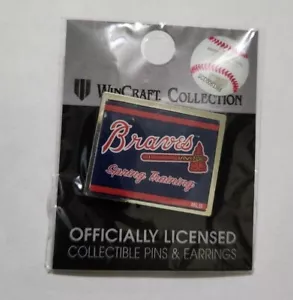 WINCRAFT COLLECTION
Braves
Spring Training
OFFICIALLY LICENSED
COLLECTIBLE PINS & EARRINGS